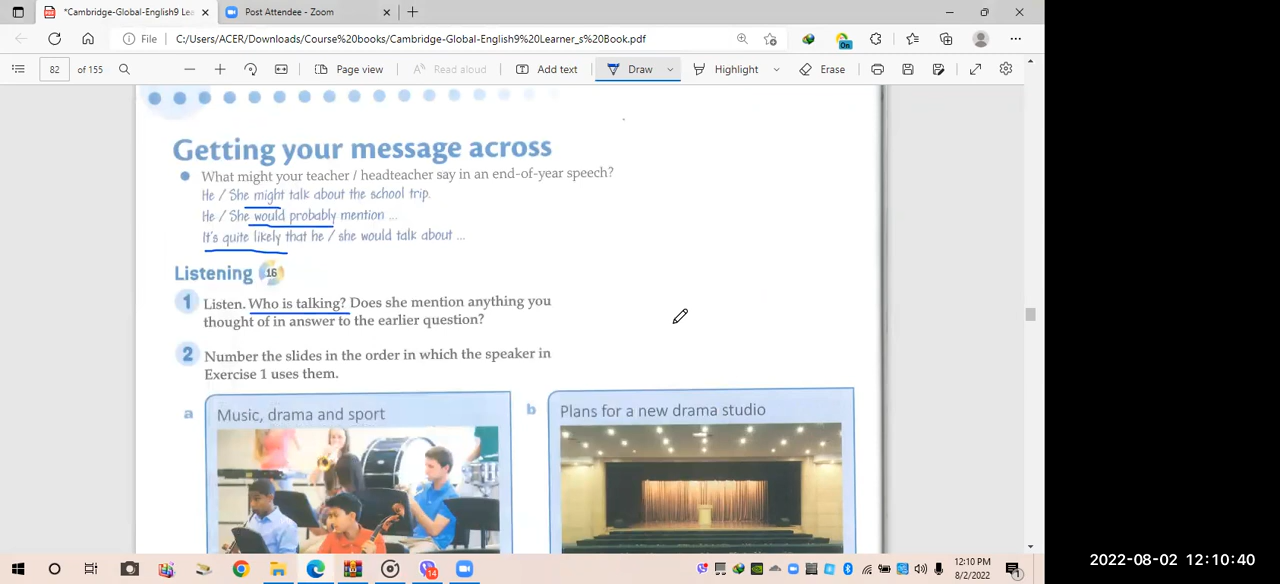 *Cambridge-Global-English9 Lea
Post Attendee - Zoom
File
C:/Users/ACER/Downloads/Course%20books/Cambridge-Global-English9%20Learner_s%20Book.pdf
On
82 of 155
Page view
Read aloud
Add text
Draw
Highlight
Erase
Getting your message across
What might your teacher / headteacher say in an end-of-year speech?
He / She might talk about the school trip.
He / She would probably mention ...
It's quite likely that he / she would talk about ...
Listening 16
1 Listen. Who is talking? Does she mention anything you
thought of in answer to the earlier question?
2 Number the slides in the order in which the speaker in
Exercise 1 uses them.
a Music, drama and sport
b Plans for a new drama studio
14
12:10 PM
8/2/2022
1
2022-08-02 12:10:40